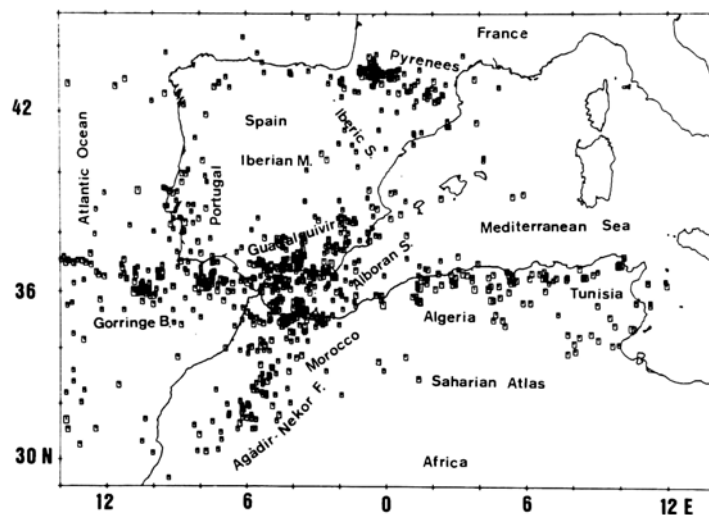 France
Pyrenees
42
Atlantic Ocean
Spain
Iberic S.
Iberian M.
Portugal
Guadalquivir
Mediterranean Sea
Alboran S.
36
Tunisia
Gorringe B.
Algeria
Morocco
Saharian Atlas
Agadir-Nekor F.
30 N
Africa
12
6
0
6
12 E